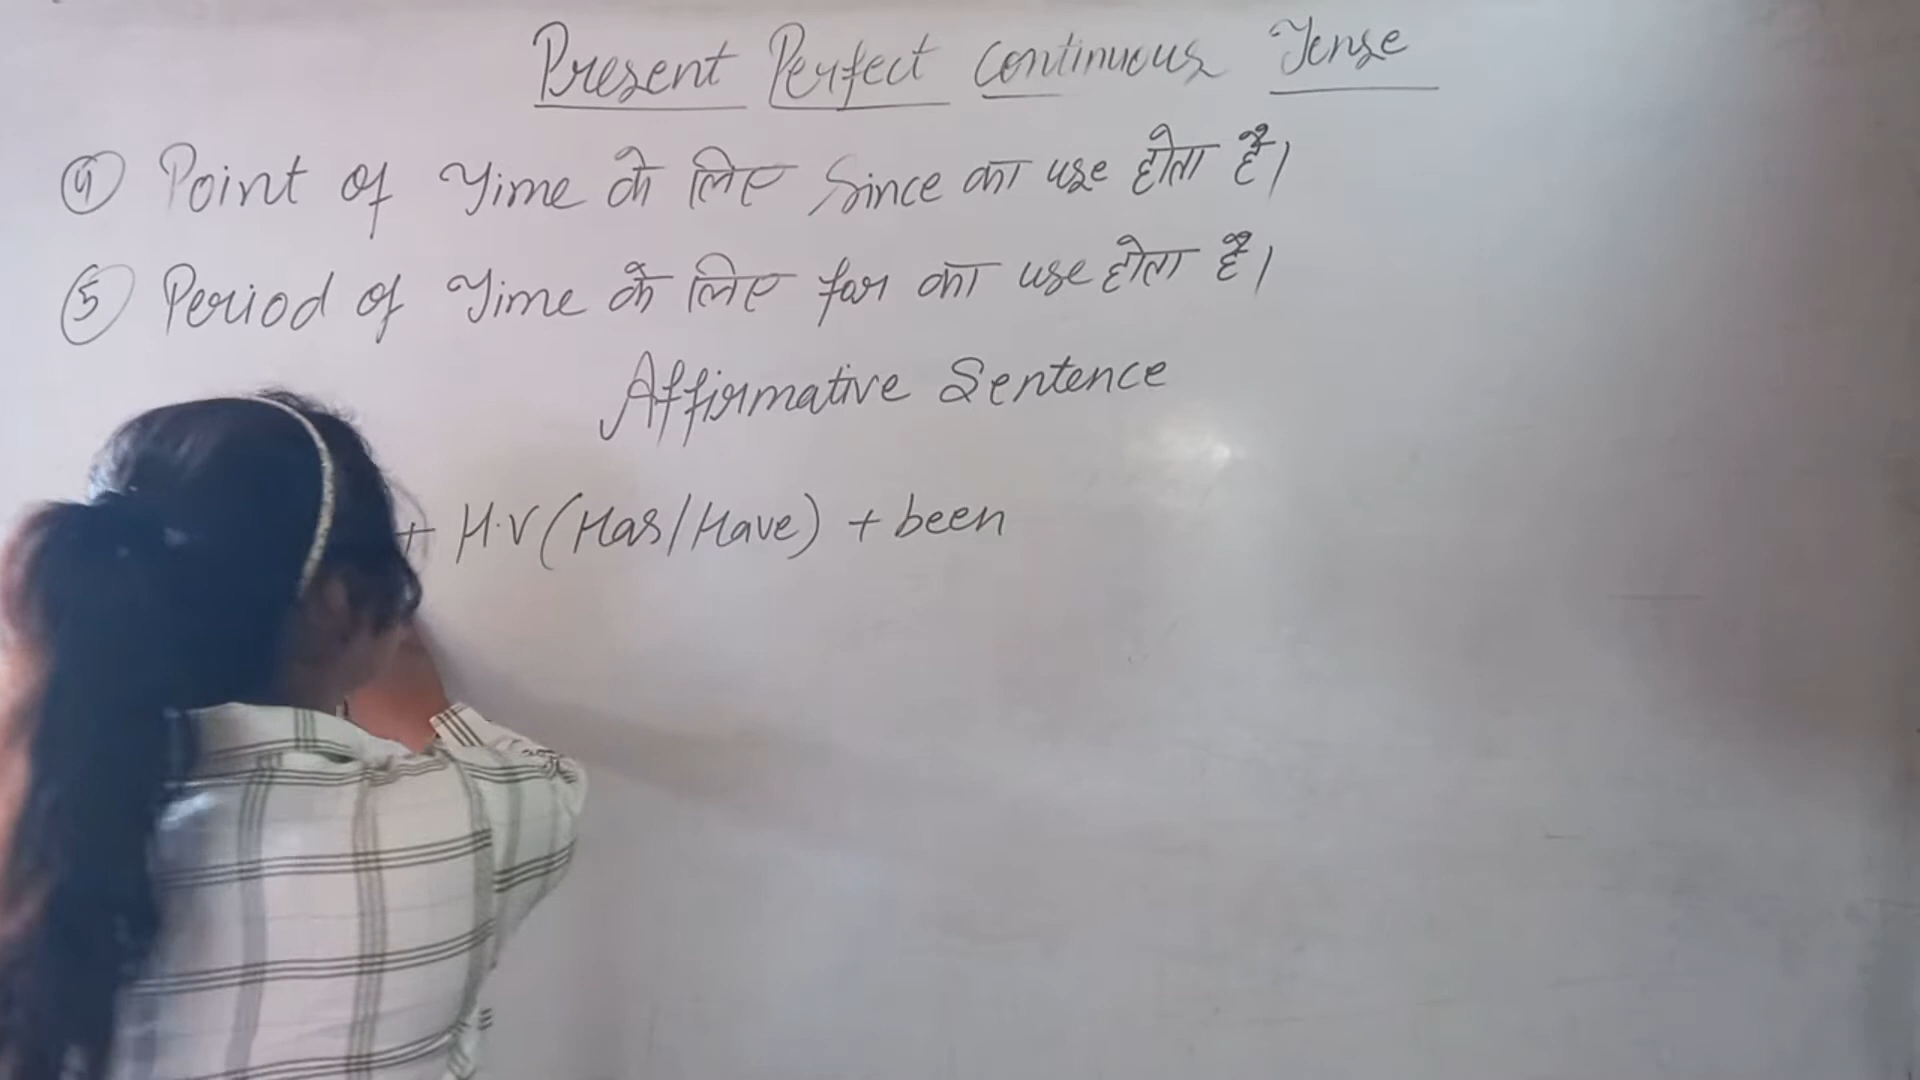 Present Perfect Continuous Tense
④ Point of Time के लिए Since का use होता है।
⑤ Period of Time के लिए for का use होता है।
Affirmative Sentence
+ H.V (Has/Have) + been